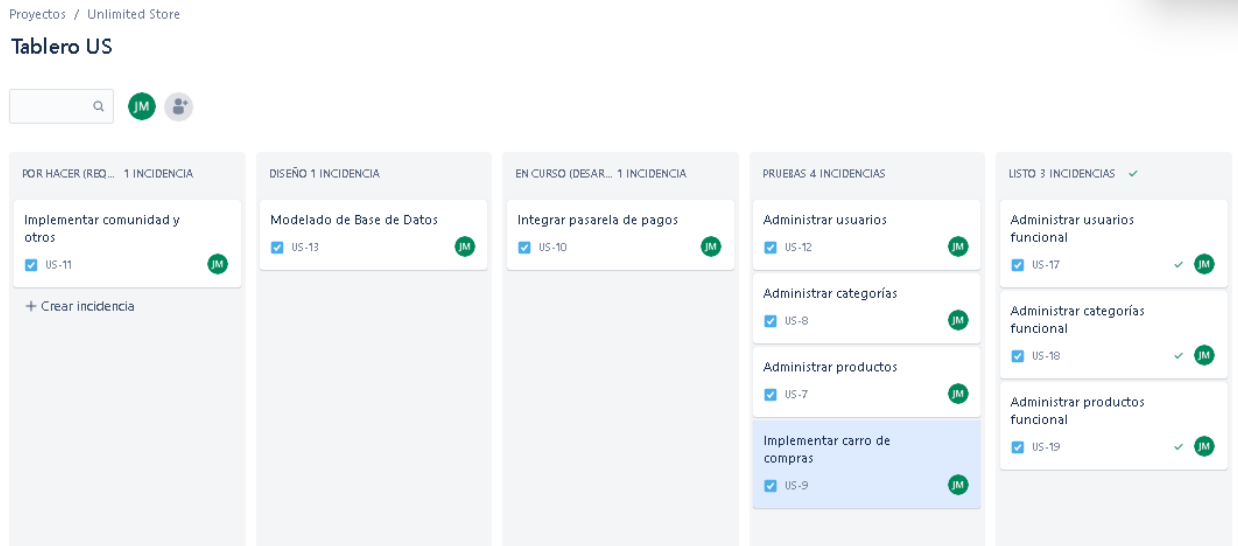 Proyectos / Unlimited Store
Tablero US
JM
POR HACER (REQ... 1 INCIDENCIA
Implementar comunidad y
otros
US-11 JM
+ Crear incidencia
DISEÑO 1 INCIDENCIA
Modelado de Base de Datos
US-13 JM
EN CURSO (DESAR... 1 INCIDENCIA
Integrar pasarela de pagos
US-10 JM
PRUEBAS 4 INCIDENCIAS
Administrar usuarios
US-12 JM
Administrar categorías
US-8 JM
Administrar productos
US-7 JM
Implementar carro de
compras
US-9 JM
LISTO 3 INCIDENCIAS
Administrar usuarios
funcional
US-17 JM
Administrar categorías
funcional
US-18 JM
Administrar productos
funcional
US-19 JM